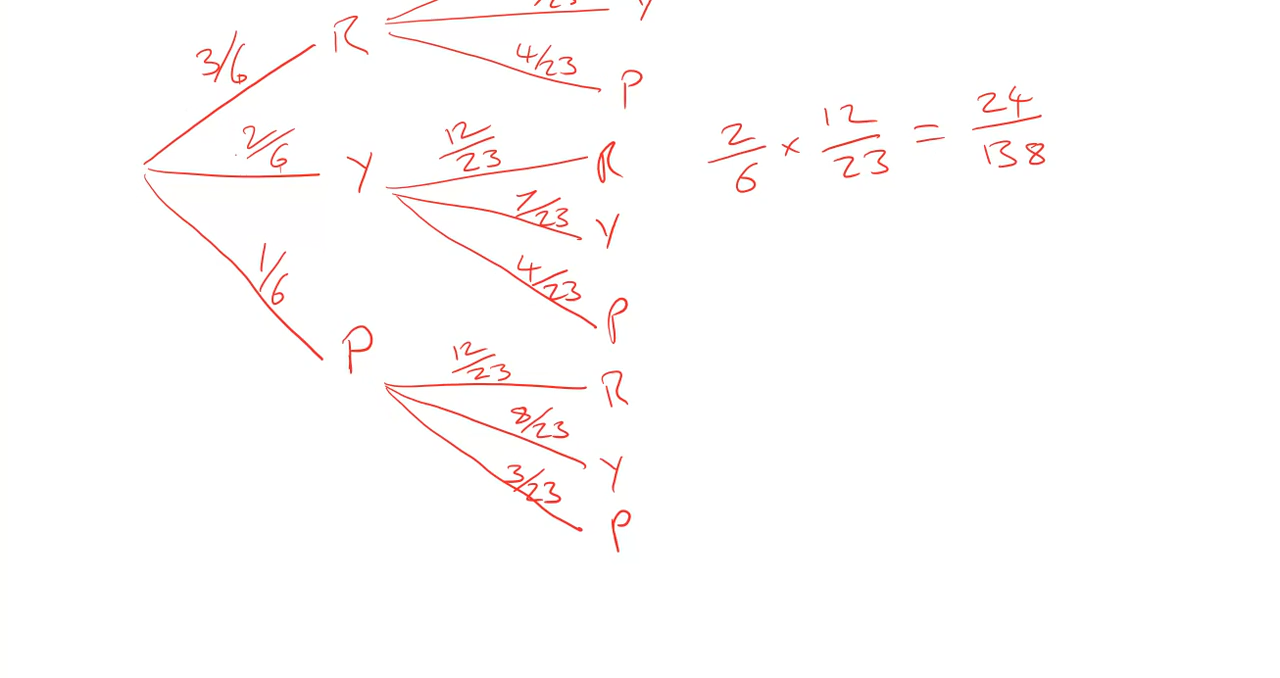 R
3/6
4/23
P
2/6
Y
12/23
R
7/23
Y
4/23
P
1/6
P
12/23
R
8/23
Y
3/23
P
2/6 × 12/23 = 24/138